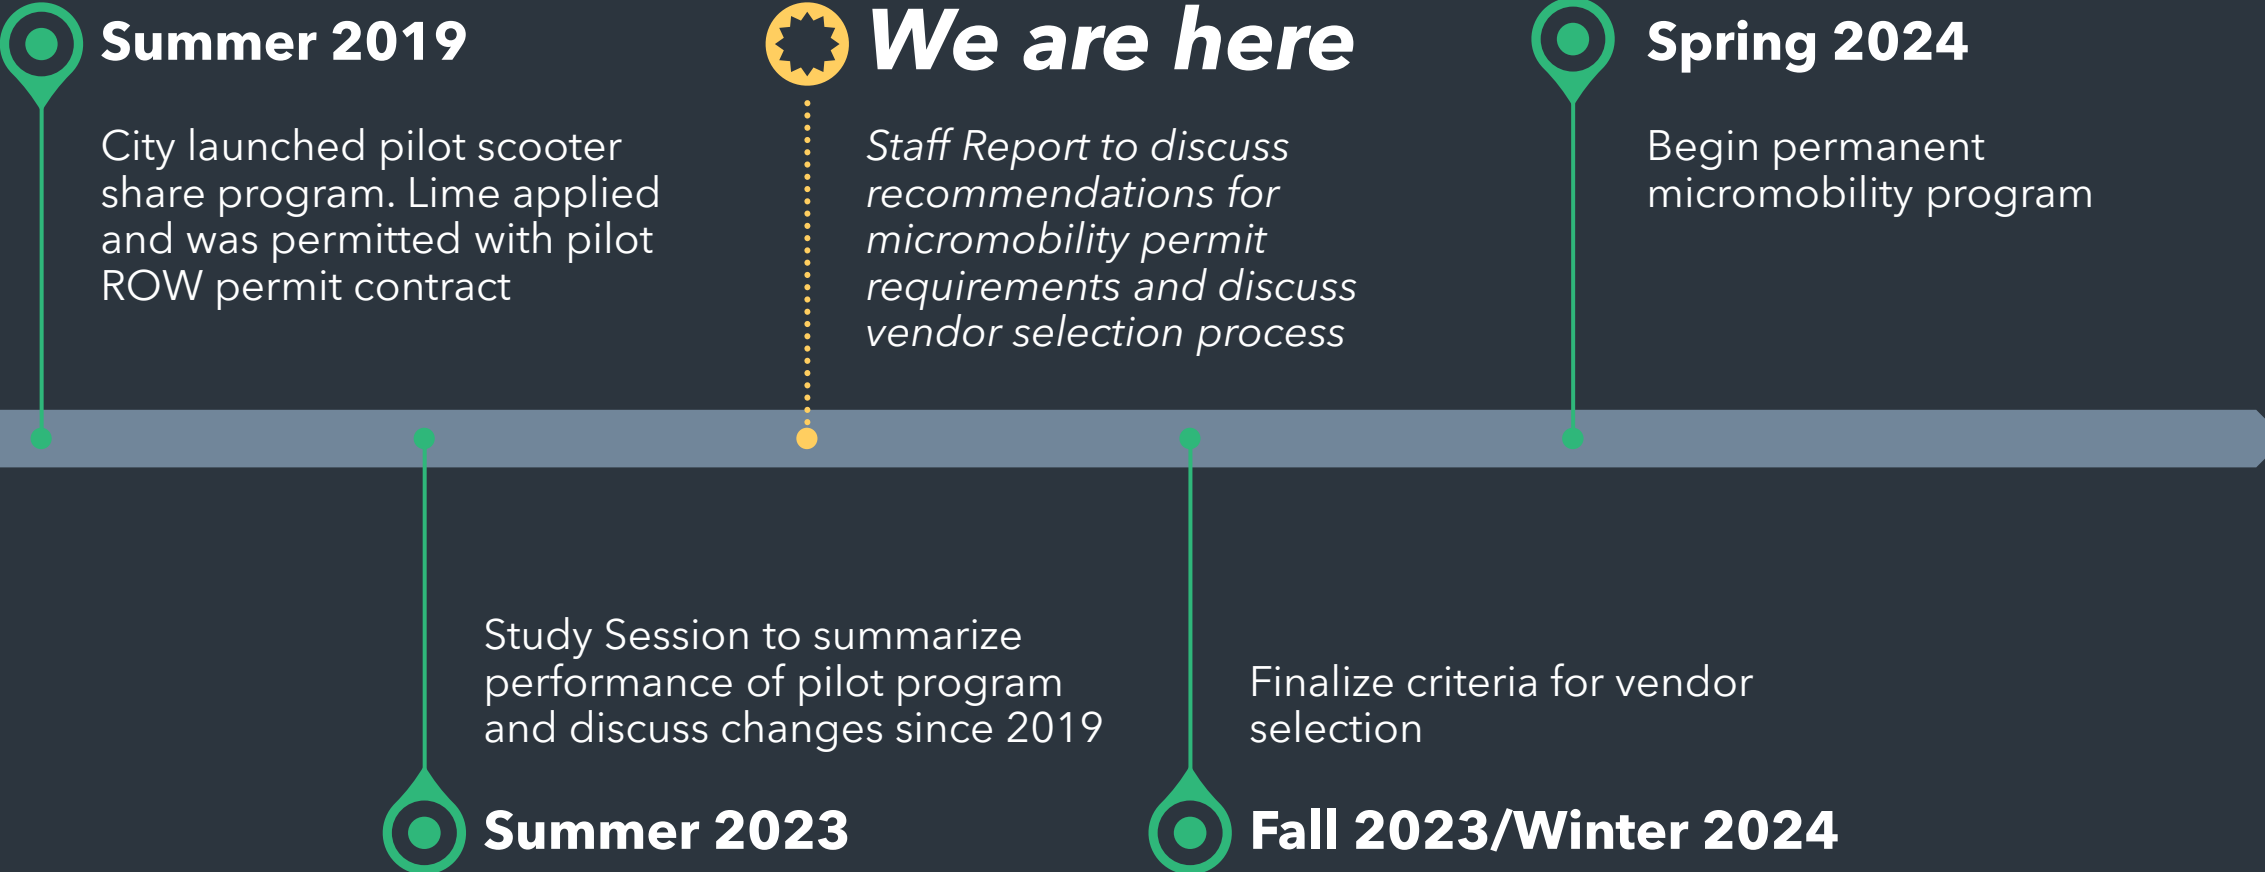 Summer 2019
City launched pilot scooter
share program. Lime applied
and was permitted with pilot
ROW permit contract
We are here
Staff Report to discuss
recommendations for
micromobility permit
requirements and discuss
vendor selection process
Spring 2024
Begin permanent
micromobility program
Study Session to summarize
performance of pilot program
and discuss changes since 2019
Summer 2023
Finalize criteria for vendor
selection
Fall 2023/Winter 2024